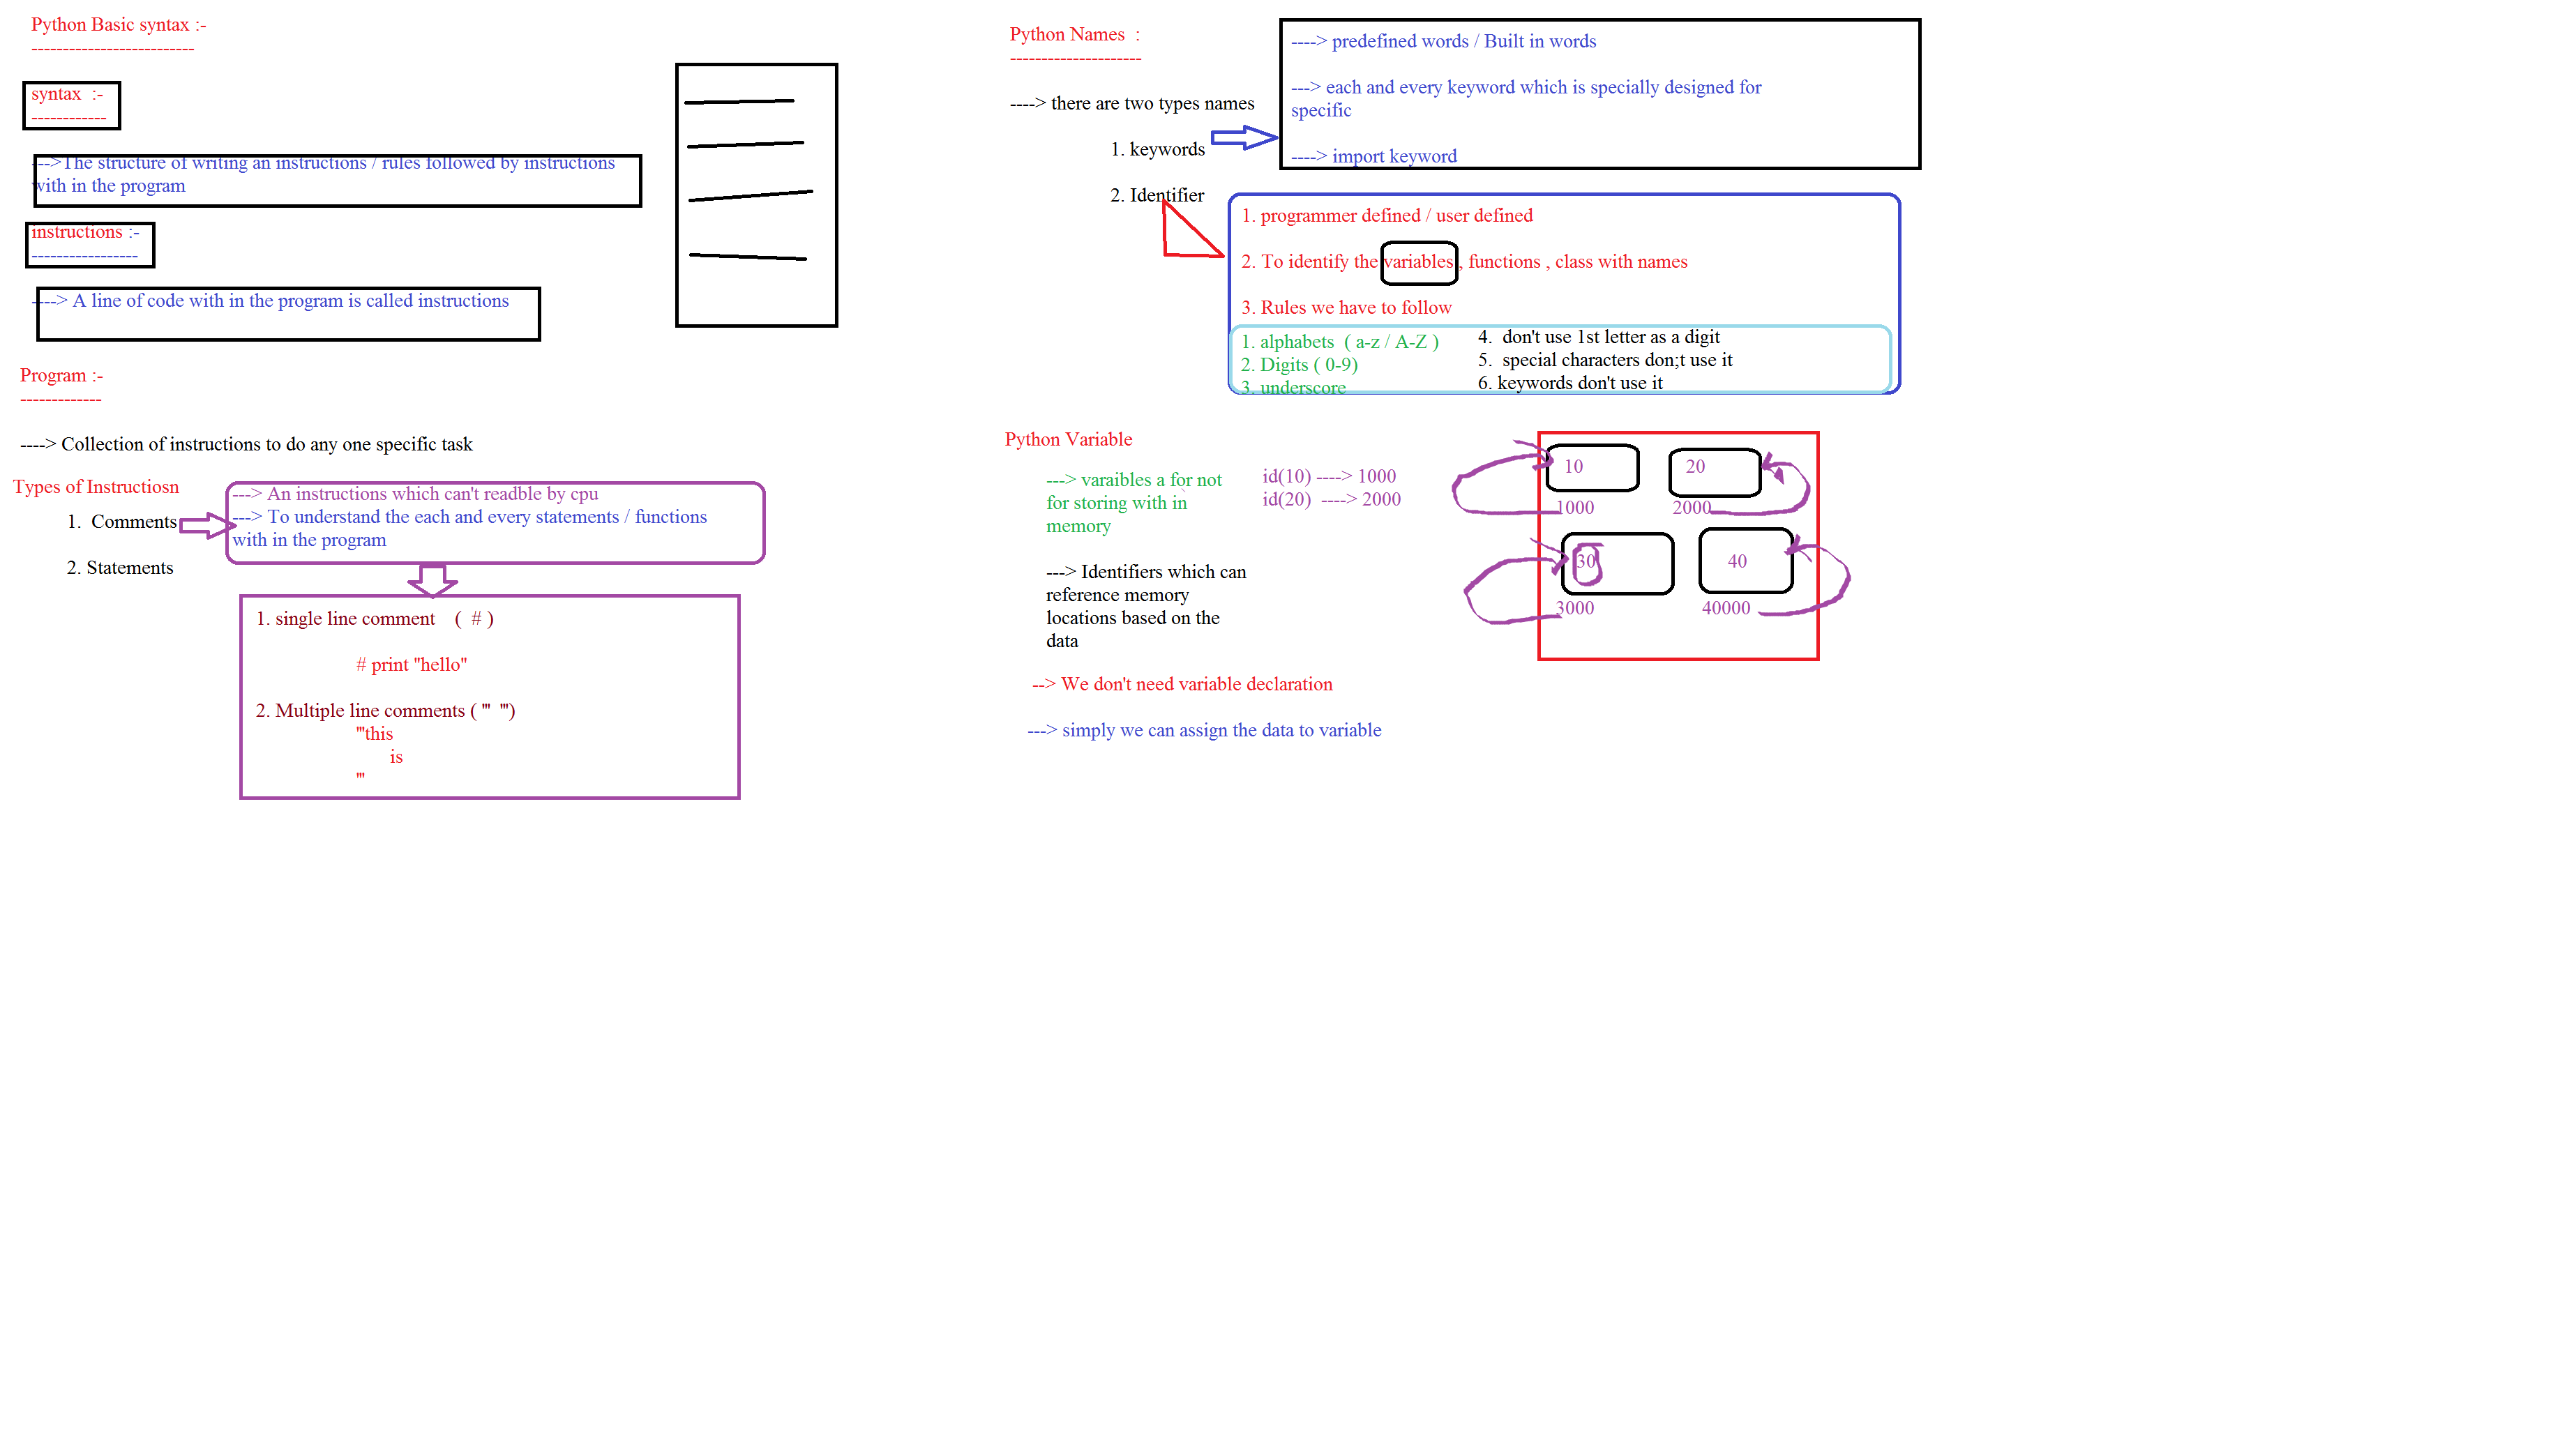 Python Basic syntax :-
--------------------------
syntax  :-
------------
--->The structure of writing an instructions / rules followed by instructions
with in the program
instructions :-
-----------------
----> A line of code with in the program is called instructions
Program :-
-------------
----> Collection of instructions to do any one specific task
Types of Instructiosn
1.  Comments
2. Statements
---> An instructions which can't readble by cpu
---> To understand the each and every statements / functions
with in the program
1. single line comment    (  # )
# print "hello"
2. Multiple line comments ( '''  ''')
'''this
is
'''
Python Names  :
---------------------
----> there are two types names
1. keywords
2. Identifier
----> predefined words / Built in words
---> each and every keyword which is specially designed for
specific
----> import keyword
1. programmer defined / user defined
2. To identify the variables , functions , class with names
3. Rules we have to follow
1. alphabets  ( a-z / A-Z )
2. Digits ( 0-9)
3. underscore
4.  don't use 1st letter as a digit
5.  special characters don;t use it
6. keywords don't use it
Python Variable
---> varaibles a for not
for storing with in`
memory
---> Identifiers which can
reference memory
locations based on the
data
--> We don't need variable declaration
---> simply we can assign the data to variable
id(10) ----> 1000
id(20)  ----> 2000
10
20
1000
2000
30
40
3000
40000